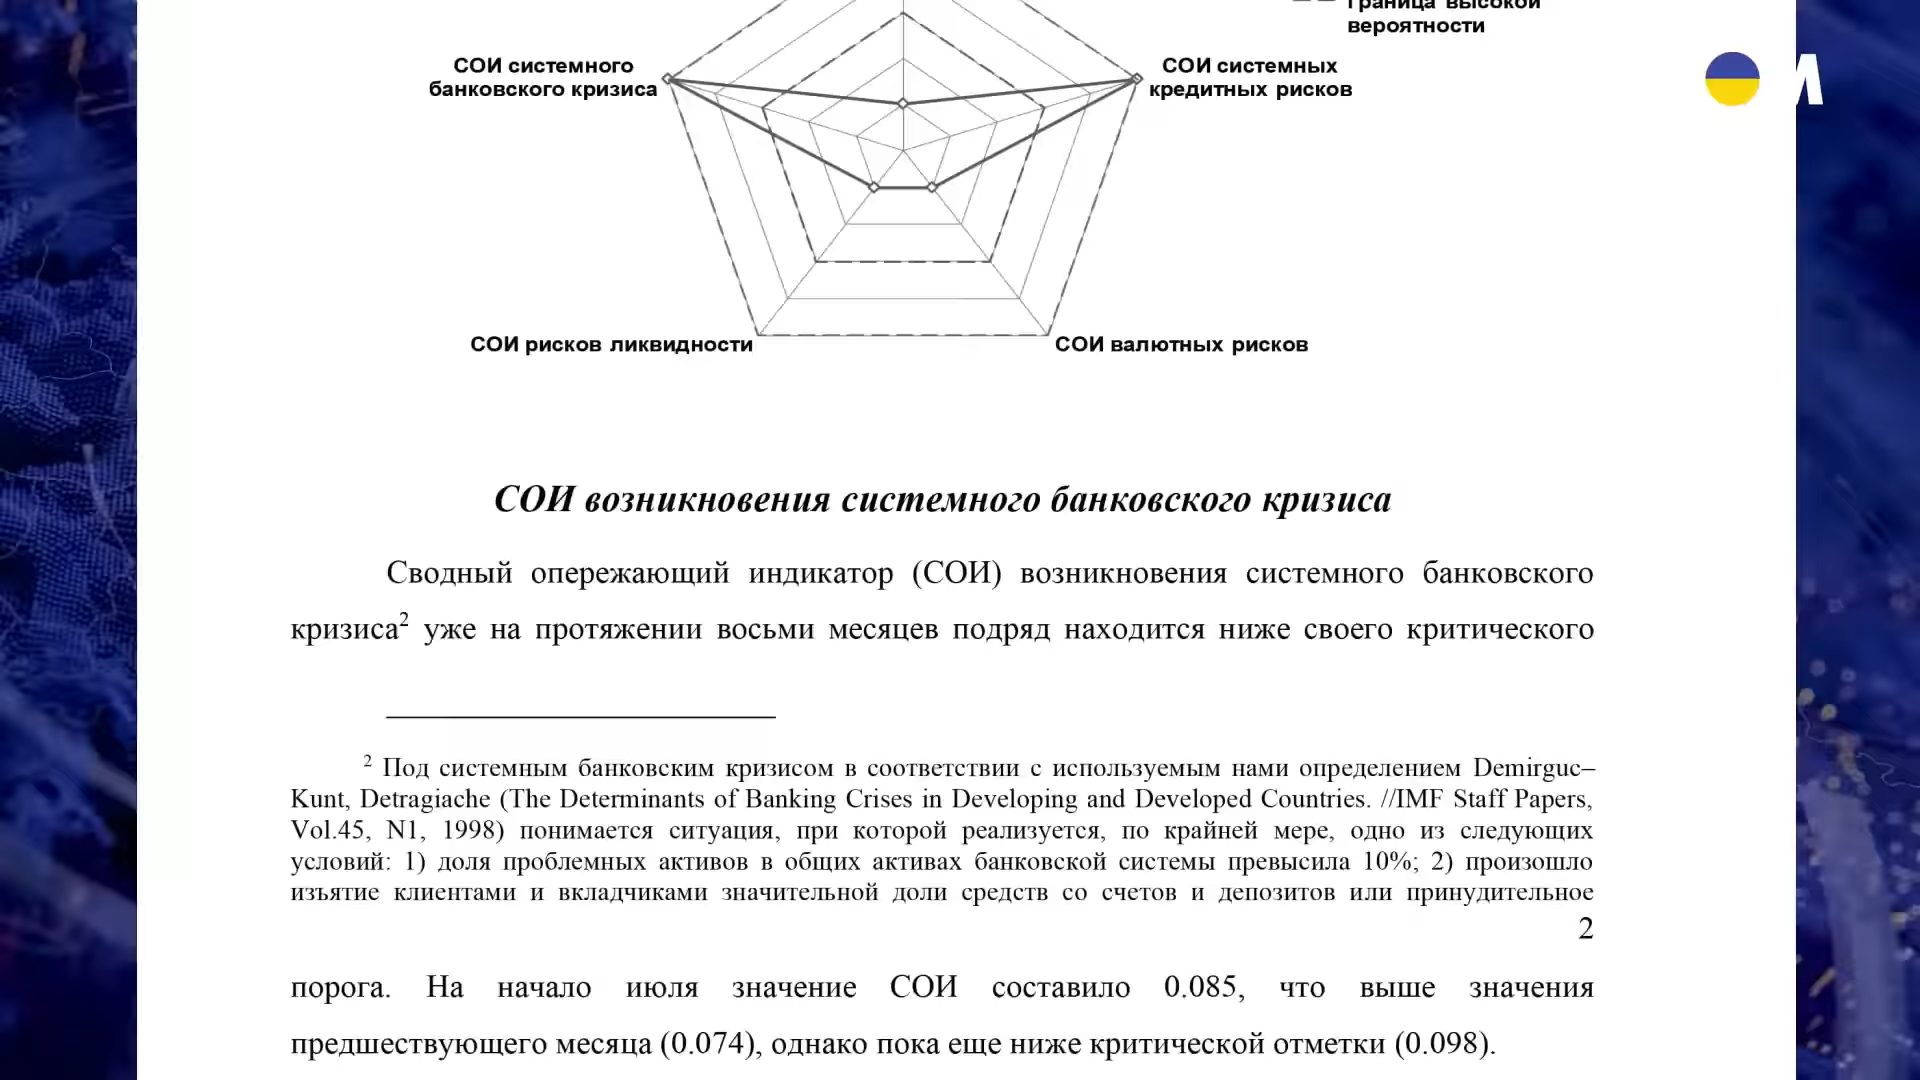 граница высокой
вероятности
СОИ системного
банковского кризиса
СОИ системных
кредитных рисков
М
СОИ рисков ликвидности
СОИ валютных рисков
СОИ возникновения системного банковского кризиса
Сводный опережающий индикатор (СОИ) возникновения системного банковского
кризиса2 уже на протяжении восьми месяцев подряд находится ниже своего критического
2 Под системным банковским кризисом в соответствии с используемым нами определением Demirguc–
Kunt, Detragiache (The Determinants of Banking Crises in Developing and Developed Countries. //IMF Staff Papers,
Vol.45, N1, 1998) понимается ситуация, при которой реализуется, по крайней мере, одно из следующих
условий: 1) доля проблемных активов в общих активах банковской системы превысила 10%; 2) произошло
изъятие клиентами и вкладчиками значительной доли средств со счетов и депозитов или принудительное
2
порога. На начало июля значение СОИ составило 0.085, что выше значения
предшествующего месяца (0.074), однако пока еще ниже критической отметки (0.098).